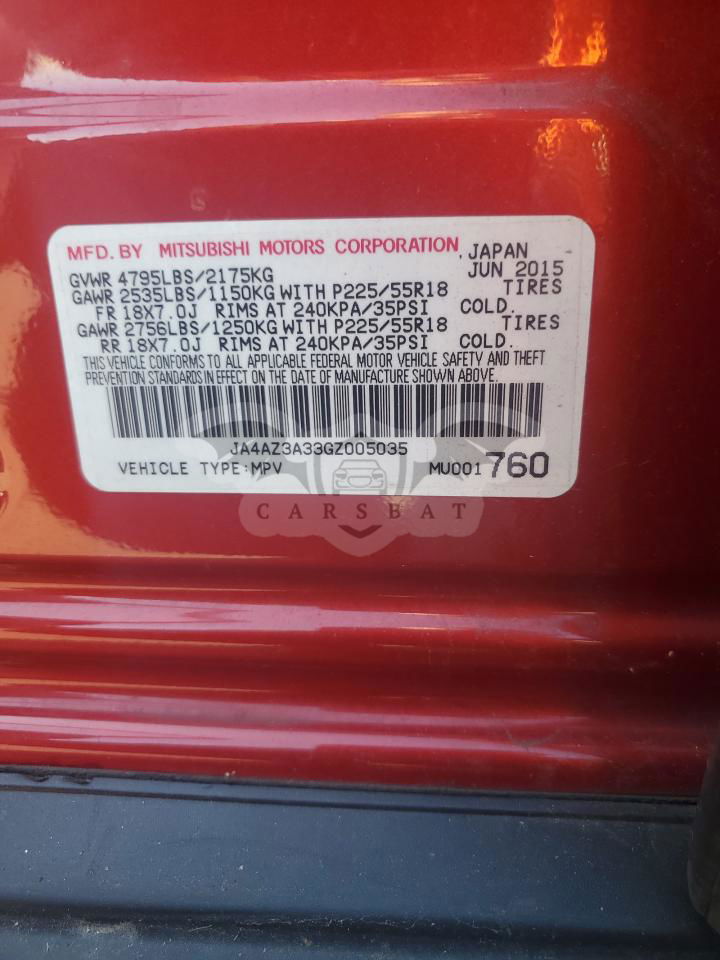 MFD. BY MITSUBISHI MOTORS CORPORATION, JAPAN
GVWR 4795LBS/2175KG JUN 2015
GAWR 2535LBS/1150KG WITH P225/55R18 TIRES
FR 18X7.0J RIMS AT 240KPA/35PSI COLD.
GAWR 2756LBS/1250KG WITH P225/55R18 TIRES
RR 18X7.0J RIMS AT 240KPA/35PSI COLD.
THIS VEHICLE CONFORMS TO ALL APPLICABLE FEDERAL MOTOR VEHICLE SAFETY AND THEFT
PREVENTION STANDARDS IN EFFECT ON THE DATE OF MANUFACTURE SHOWN ABOVE.
JA4AZ3A33GZ005035
VEHICLE TYPE:MPV MU001760
CARSBAT